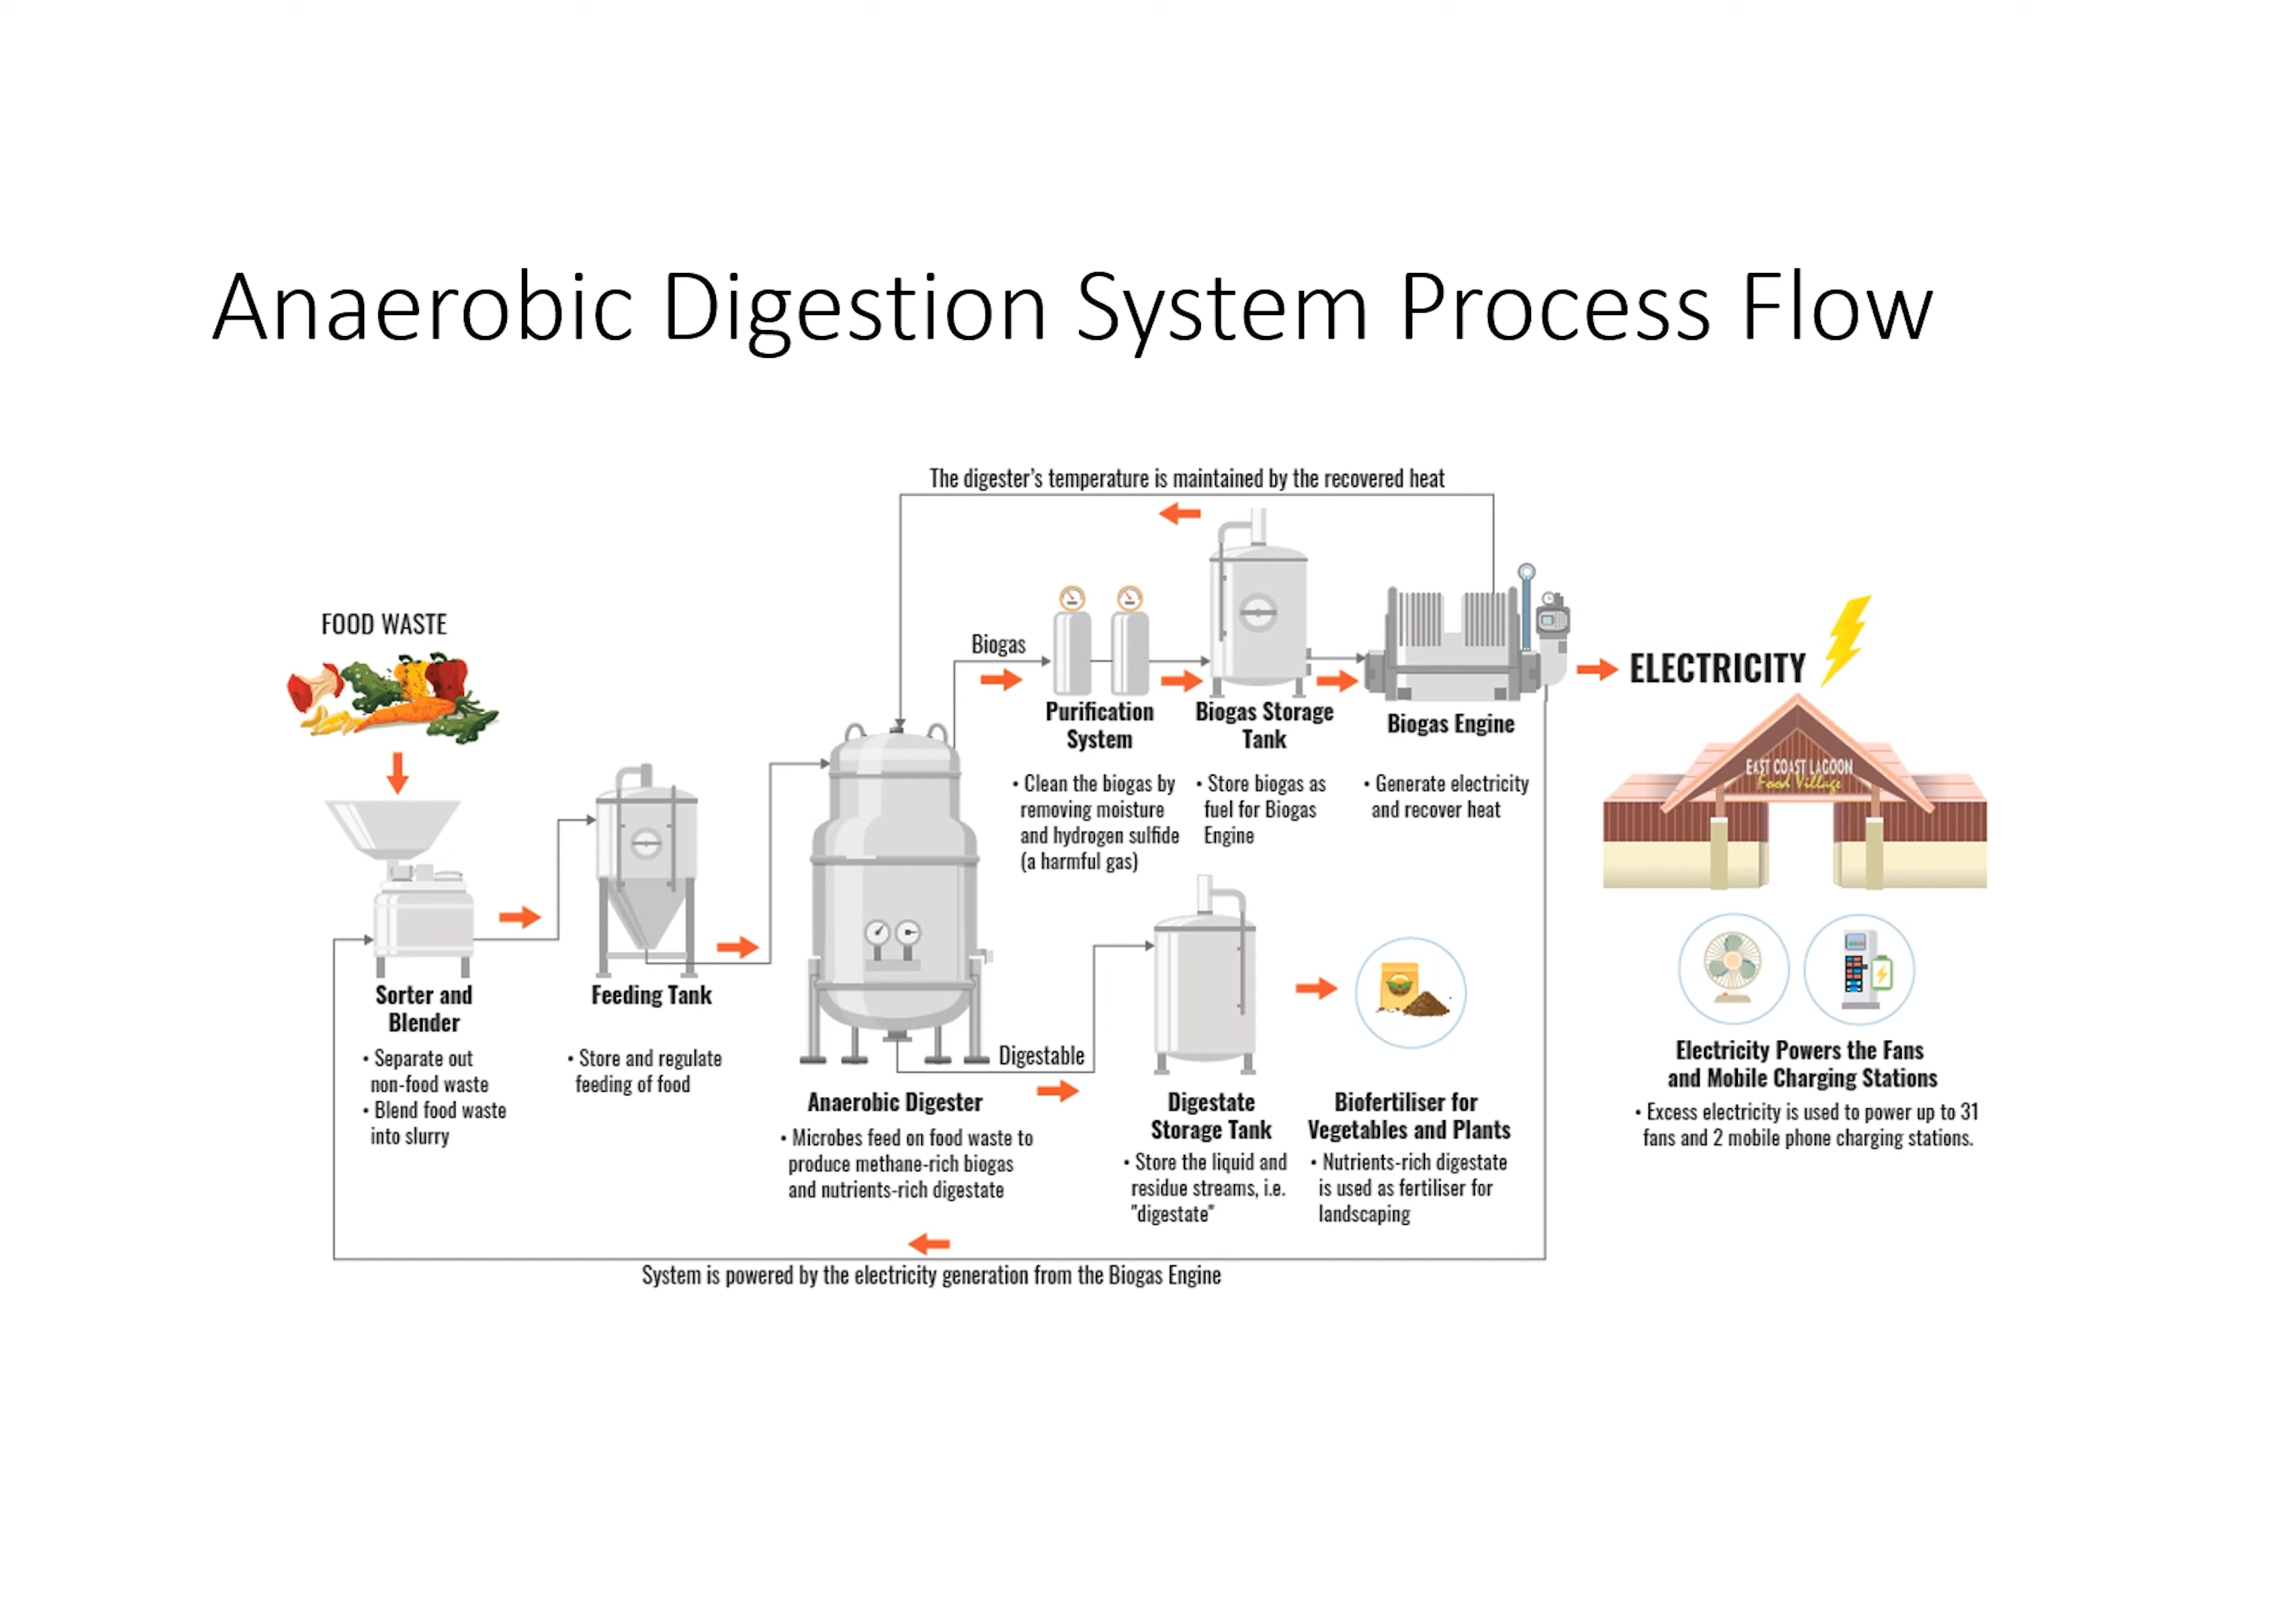 Anaerobic Digestion System Process Flow
The digester's temperature is maintained by the recovered heat
FOOD WASTE
Biogas
ELECTRICITY
Purification
System
• Clean the biogas by
removing moisture
and hydrogen sulfide
(a harmful gas)
Biogas Storage
Tank
• Store biogas as
fuel for Biogas
Engine
Biogas Engine
• Generate electricity
and recover heat
EAST COAST LAGOON
Food Village
Sorter and
Blender
• Separate out
non-food waste
• Blend food waste
into slurry
Feeding Tank
• Store and regulate
feeding of food
Anaerobic Digester
• Microbes feed on food waste to
produce methane-rich biogas
and nutrients-rich digestate
Digestable
Digestate
Storage Tank
• Store the liquid and
residue streams, i.e.
"digestate"
Biofertiliser for
Vegetables and Plants
• Nutrients-rich digestate
is used as fertiliser for
landscaping
Electricity Powers the Fans
and Mobile Charging Stations
• Excess electricity is used to power up to 31
fans and 2 mobile phone charging stations.
System is powered by the electricity generation from the Biogas Engine